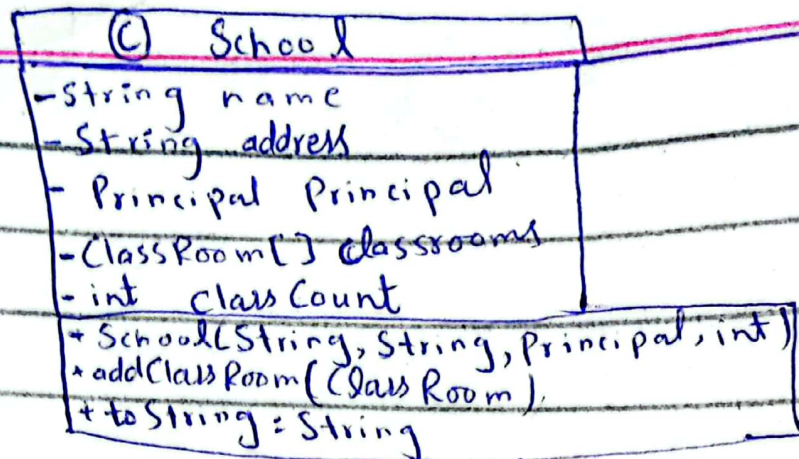 Ⓒ School
- String name
- String address
- Principal Principal
- ClassRoom[] classrooms
- int classCount
+ School(String, String, Principal, int)
+ addClassRoom(ClassRoom)
+ toString : String